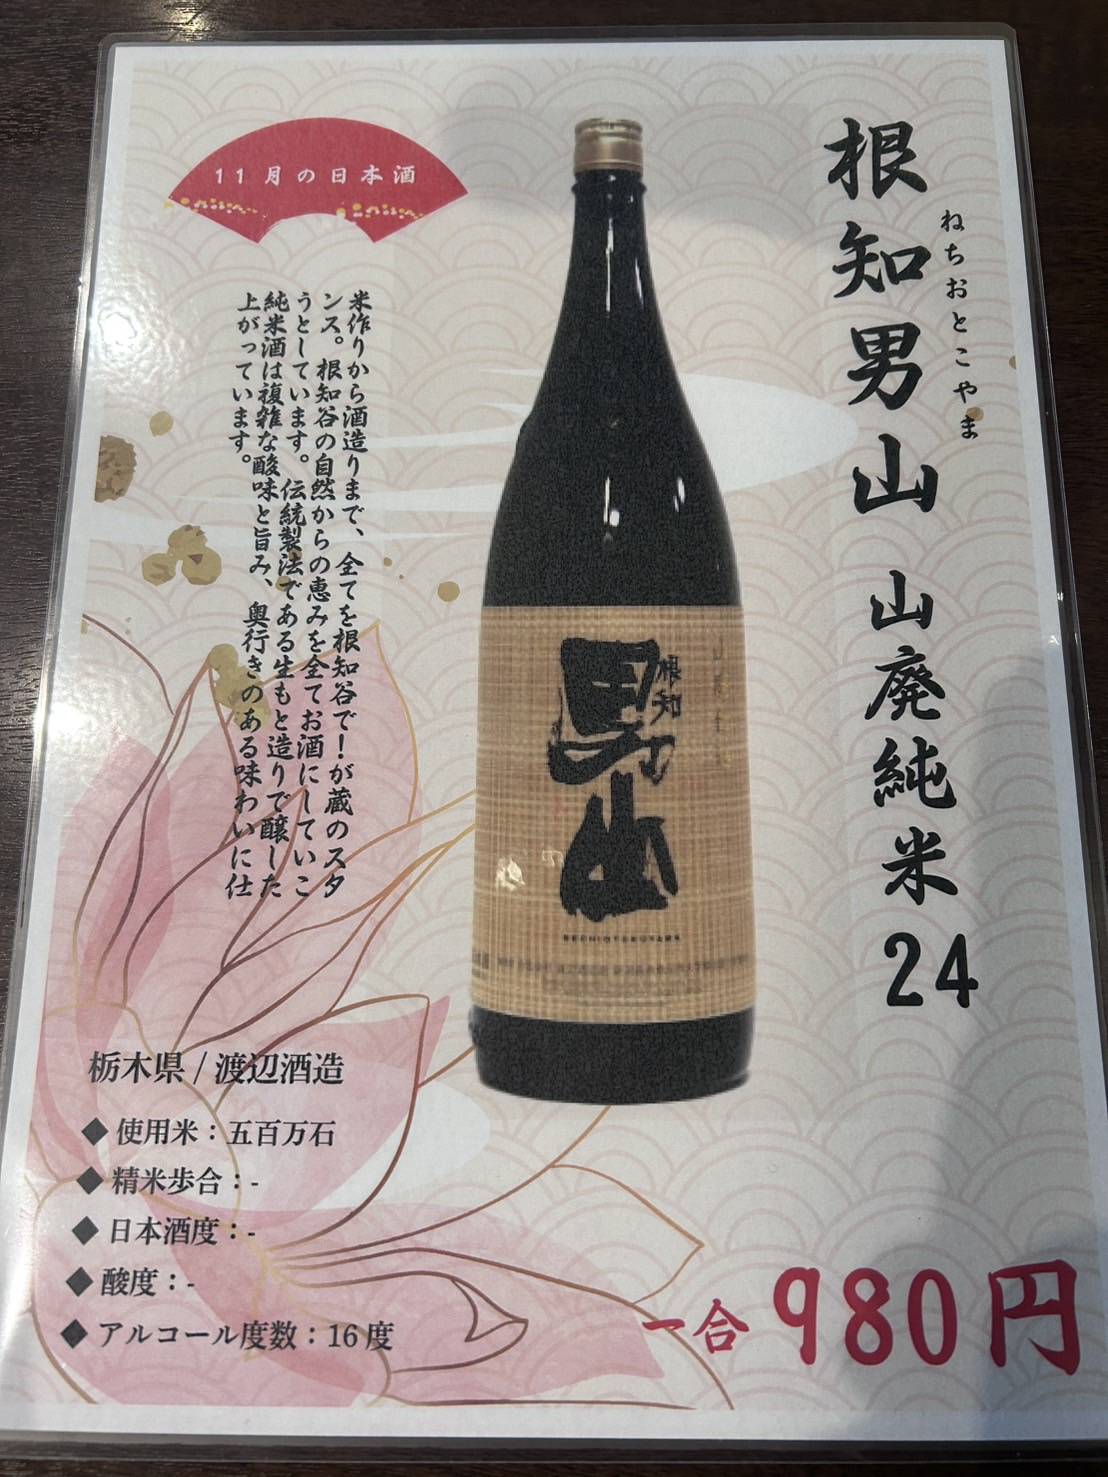 11月の日本酒
根知男山 山廃純米 24
ねちおとこやま
米作りから酒造りまで、全てを根知谷で！が蔵のスタ
ンス。根知谷の自然からの恵みを全てお酒にしていこ
うとしています。伝統製法である生もと造りで醸した
純米酒は複雑な酸味と旨み、奥行きのある味わいに仕
上がっています。
根知
男山
NECHIOTOKOYAMA
栃木県 / 渡辺酒造
◆ 使用米：五百万石
◆ 精米歩合：-
◆ 日本酒度：-
◆ 酸度：-
◆ アルコール度数：16度
一合 980円